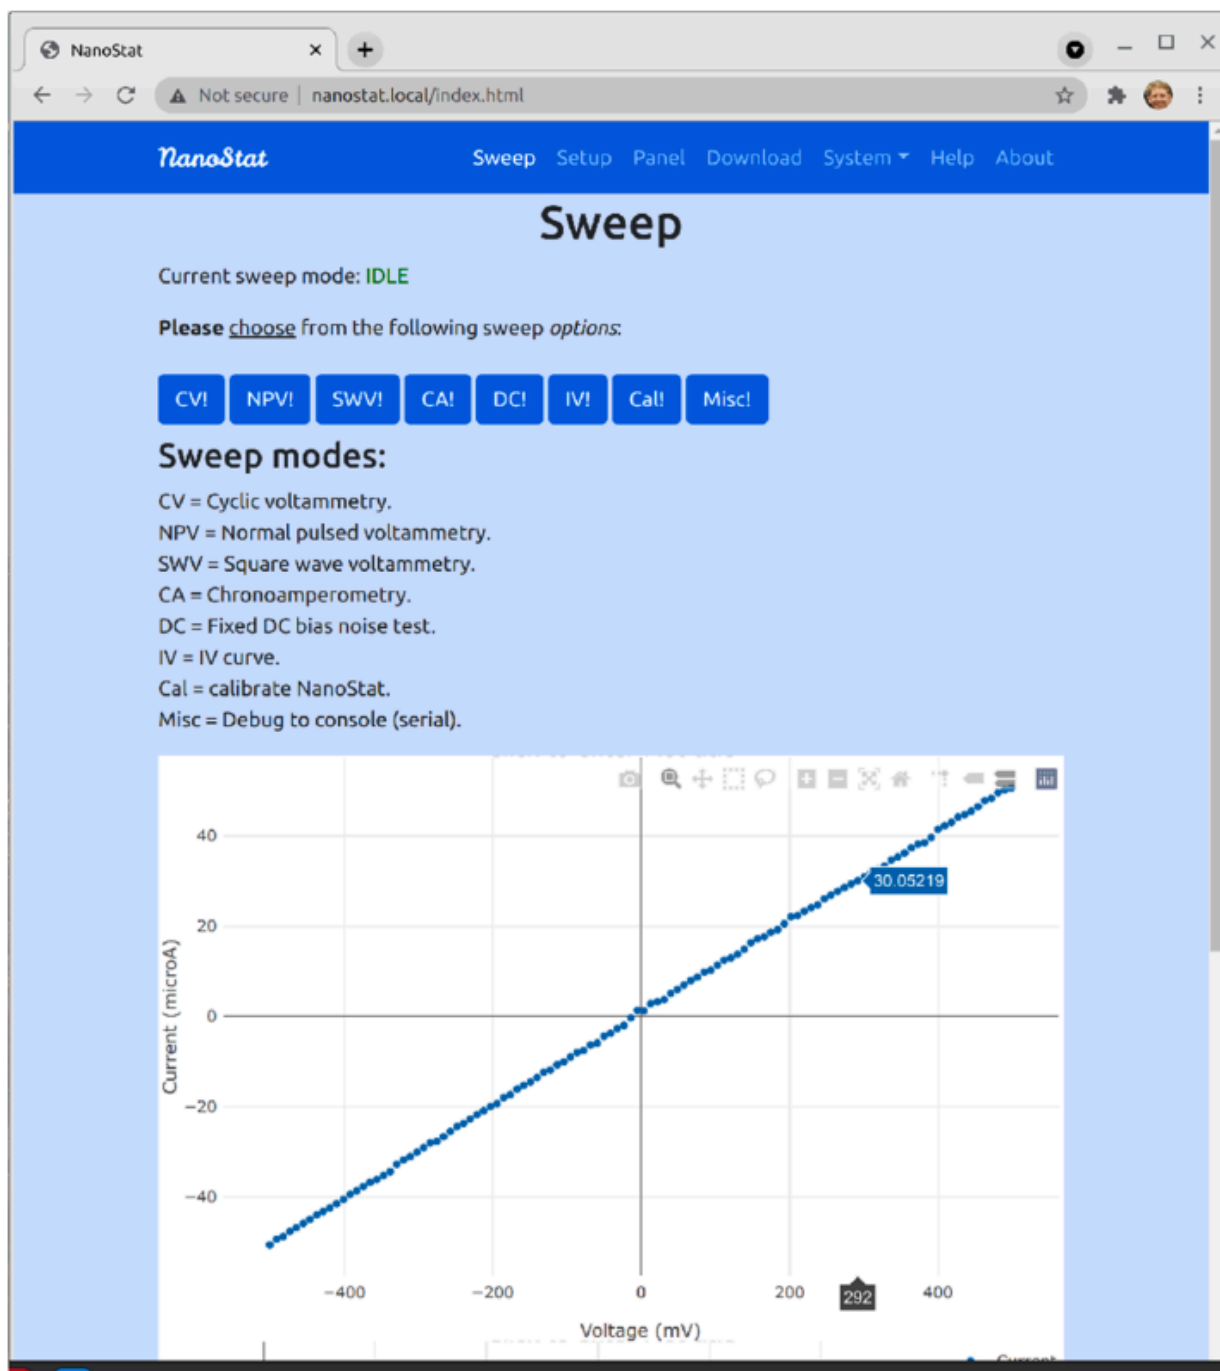 NanoStat
Not secure | nanostat.local/index.html
NanoStat Sweep Setup Panel Download System Help About
Sweep
Current sweep mode: IDLE
Please choose from the following sweep options:
CV! NPV! SWV! CA! DC! IV! Cal! Misc!
Sweep modes:
CV = Cyclic voltammetry.
NPV = Normal pulsed voltammetry.
SWV = Square wave voltammetry.
CA = Chronoamperometry.
DC = Fixed DC bias noise test.
IV = IV curve.
Cal = calibrate NanoStat.
Misc = Debug to console (serial).
40
30.05219
20
Current (microA)
0
−20
−40
−400 −200 0 200 292 400
Voltage (mV)
Current